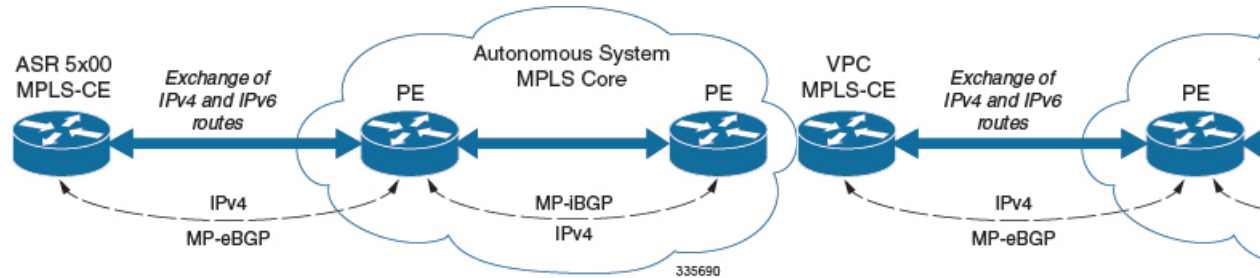 ASR 5x00
MPLS-CE
Exchange of
IPv4 and IPv6
routes
PE
Autonomous System
MPLS Core
PE
IPv4
MP-eBGP
MP-iBGP
IPv4
335690
VPC
MPLS-CE
Exchange of
IPv4 and IPv6
routes
PE
IPv4
MP-eBGP